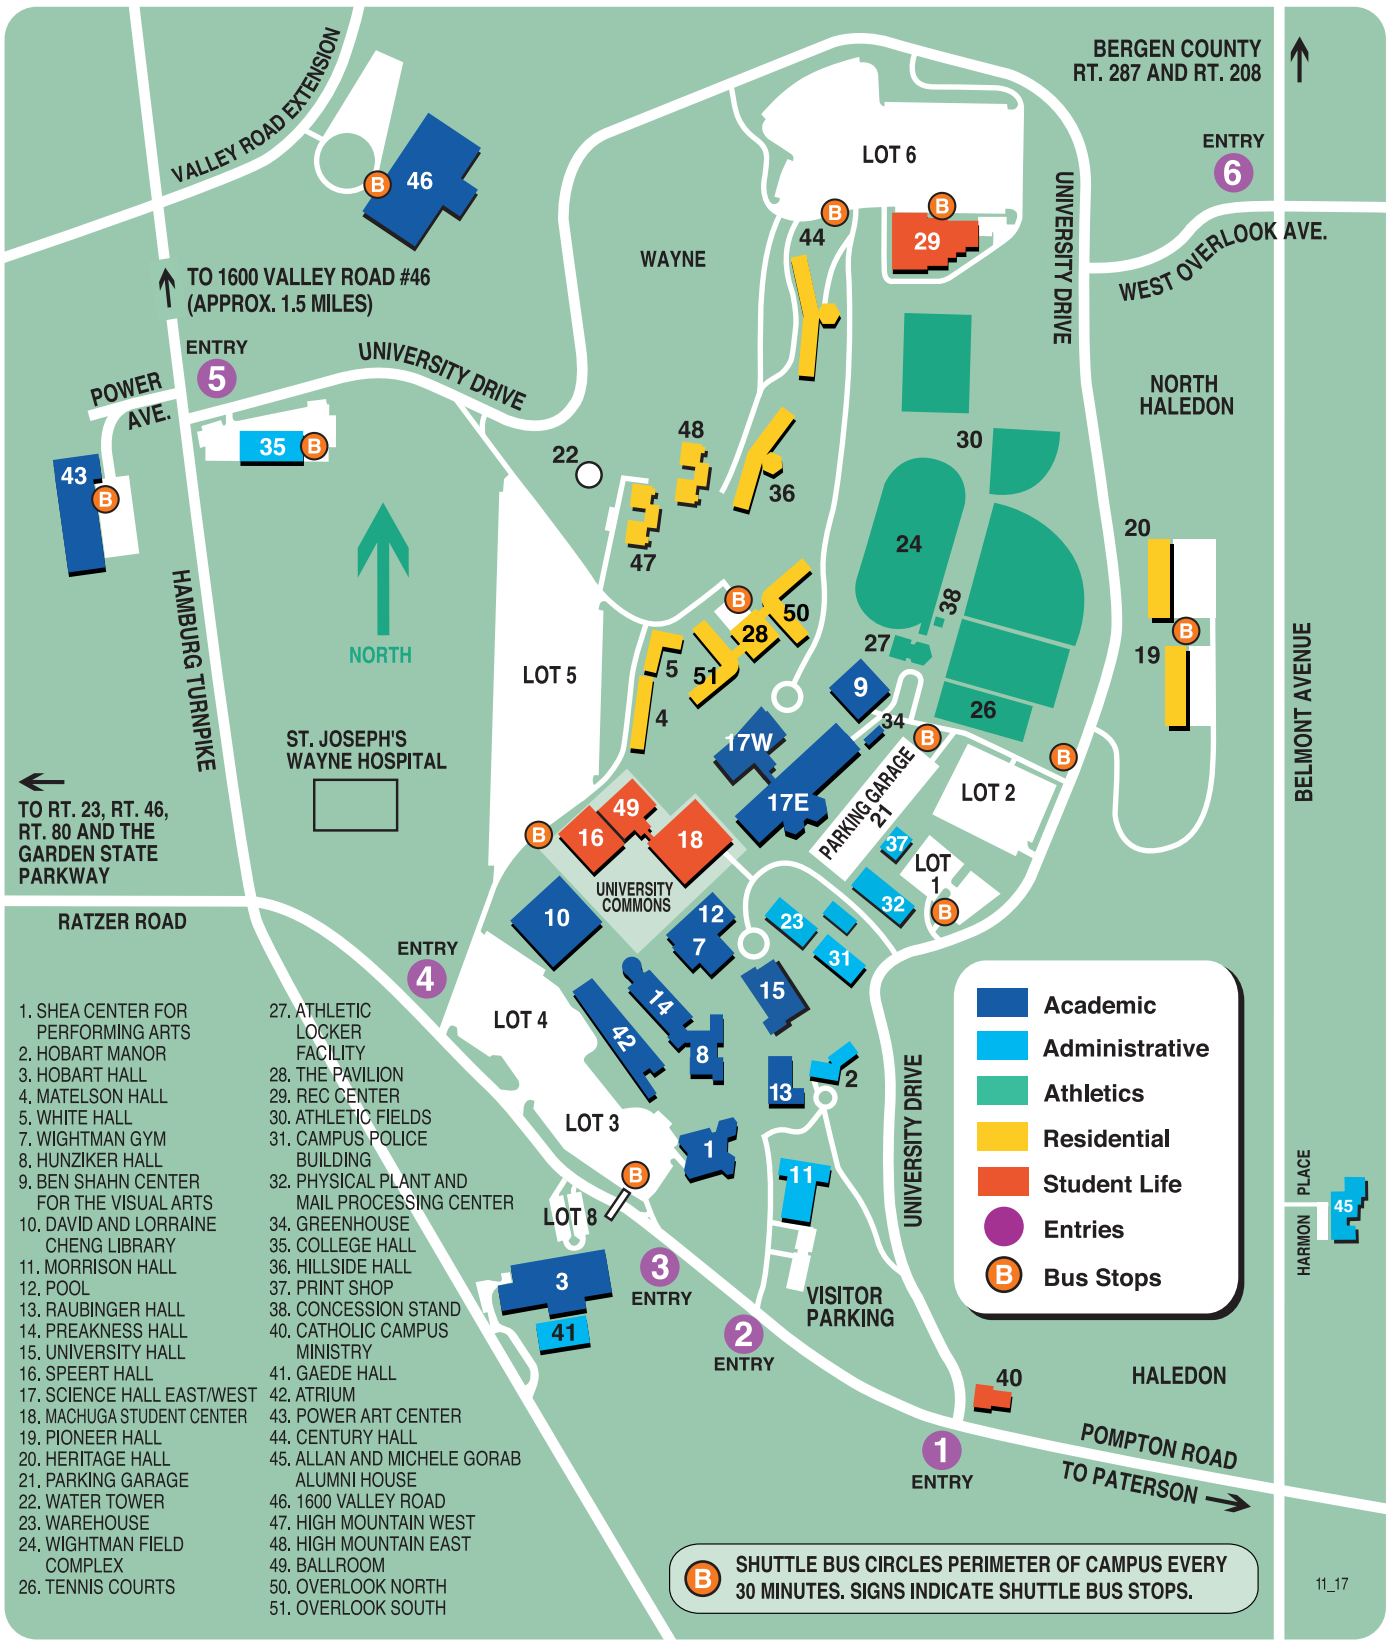 BERGEN COUNTY
RT. 287 AND RT. 208
ENTRY
6
VALLEY ROAD EXTENSION
LOT 6
B
46
B
B
29
44
UNIVERSITY DRIVE
WEST OVERLOOK AVE.
WAYNE
TO 1600 VALLEY ROAD #46
(APPROX. 1.5 MILES)
ENTRY
5
UNIVERSITY DRIVE
POWER
AVE.
NORTH
HALEDON
35
B
43
B
22
48
36
30
47
24
20
38
B
50
28
27
B
19
HAMBURG TURNPIKE
NORTH
LOT 5
5
51
4
9
34
26
B
B
BELMONT AVENUE
ST. JOSEPH'S
WAYNE HOSPITAL
17W
17E
PARKING GARAGE
21
LOT 2
TO RT. 23, RT. 46,
RT. 80 AND THE
GARDEN STATE
PARKWAY
B
16
49
18
37
LOT
1
UNIVERSITY
COMMONS
32
B
RATZER ROAD
10
12
7
23
31
ENTRY
4
15
LOT 4
14
42
8
13
2
UNIVERSITY DRIVE
LOT 3
1
B
11
LOT 8
3
41
3
ENTRY
2
ENTRY
VISITOR
PARKING
Academic
Administrative
Athletics
Residential
Student Life
Entries
B Bus Stops
HARMON PLACE
45
HALEDON
40
1
ENTRY
POMPTON ROAD
TO PATERSON
1. SHEA CENTER FOR
PERFORMING ARTS
2. HOBART MANOR
3. HOBART HALL
4. MATELSON HALL
5. WHITE HALL
7. WIGHTMAN GYM
8. HUNZIKER HALL
9. BEN SHAHN CENTER
FOR THE VISUAL ARTS
10. DAVID AND LORRAINE
CHENG LIBRARY
11. MORRISON HALL
12. POOL
13. RAUBINGER HALL
14. PREAKNESS HALL
15. UNIVERSITY HALL
16. SPEERT HALL
17. SCIENCE HALL EAST/WEST
18. MACHUGA STUDENT CENTER
19. PIONEER HALL
20. HERITAGE HALL
21. PARKING GARAGE
22. WATER TOWER
23. WAREHOUSE
24. WIGHTMAN FIELD
COMPLEX
26. TENNIS COURTS
27. ATHLETIC
LOCKER
FACILITY
28. THE PAVILION
29. REC CENTER
30. ATHLETIC FIELDS
31. CAMPUS POLICE
BUILDING
32. PHYSICAL PLANT AND
MAIL PROCESSING CENTER
34. GREENHOUSE
35. COLLEGE HALL
36. HILLSIDE HALL
37. PRINT SHOP
38. CONCESSION STAND
40. CATHOLIC CAMPUS
MINISTRY
41. GAEDE HALL
42. ATRIUM
43. POWER ART CENTER
44. CENTURY HALL
45. ALLAN AND MICHELE GORAB
ALUMNI HOUSE
46. 1600 VALLEY ROAD
47. HIGH MOUNTAIN WEST
48. HIGH MOUNTAIN EAST
49. BALLROOM
50. OVERLOOK NORTH
51. OVERLOOK SOUTH
B SHUTTLE BUS CIRCLES PERIMETER OF CAMPUS EVERY
30 MINUTES. SIGNS INDICATE SHUTTLE BUS STOPS.
11_17